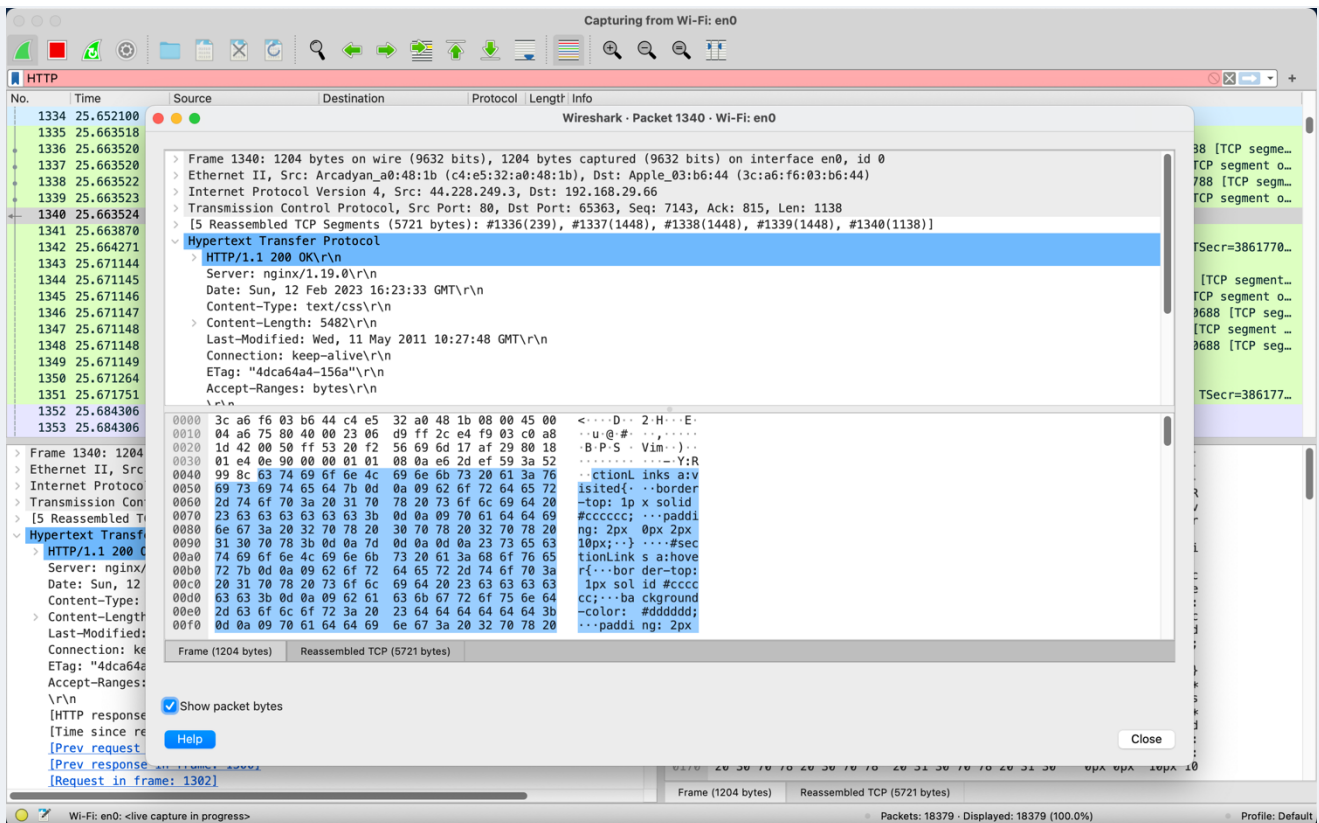 Capturing from Wi-Fi: en0
HTTP
+
No. Time Source Destination Protocol Length Info
1334 25.652100
1335 25.663518
1336 25.663520
1337 25.663520
1338 25.663522
1339 25.663523
1340 25.663524
1341 25.663870
1342 25.664271
1343 25.671144
1344 25.671145
1345 25.671146
1346 25.671147
1347 25.671148
1348 25.671148
1349 25.671149
1350 25.671264
1351 25.671751
1352 25.684306
1353 25.684306
38 [TCP segme…
TCP segment o…
788 [TCP segm…
TCP segment o…
TSecr=3861770…
[TCP segment…
TCP segment o…
0688 [TCP seg…
[TCP segment …
0688 [TCP seg…
TSecr=386177…
Wireshark · Packet 1340 · Wi-Fi: en0
Frame 1340: 1204 bytes on wire (9632 bits), 1204 bytes captured (9632 bits) on interface en0, id 0
Ethernet II, Src: Arcadyan_a0:48:1b (c4:e5:32:a0:48:1b), Dst: Apple_03:b6:44 (3c:a6:f6:03:b6:44)
Internet Protocol Version 4, Src: 44.228.249.3, Dst: 192.168.29.66
Transmission Control Protocol, Src Port: 80, Dst Port: 65363, Seq: 7143, Ack: 815, Len: 1138
[5 Reassembled TCP Segments (5721 bytes): #1336(239), #1337(1448), #1338(1448), #1339(1448), #1340(1138)]
Hypertext Transfer Protocol
HTTP/1.1 200 OK\r\n
Server: nginx/1.19.0\r\n
Date: Sun, 12 Feb 2023 16:23:33 GMT\r\n
Content-Type: text/css\r\n
Content-Length: 5482\r\n
Last-Modified: Wed, 11 May 2011 10:27:48 GMT\r\n
Connection: keep-alive\r\n
ETag: "4dca64a4-156a"\r\n
Accept-Ranges: bytes\r\n
\r\n
0000 3c a6 f6 03 b6 44 c4 e5 32 a0 48 1b 08 00 45 00 <····D·· 2·H···E·
0010 04 a6 75 80 40 00 23 06 d9 ff 2c e4 f9 03 c0 a8 ··u·@·#· ··,·····
0020 1d 42 00 50 ff 53 20 f2 56 69 6d 17 af 29 80 18 ·B·P·S · Vim··)··
0030 01 e4 0e 90 00 00 01 01 08 0a e6 2d ef 59 3a 52 ········ ···-·Y:R
0040 99 8c 63 74 69 6f 6e 4c 69 6e 6b 73 20 61 3a 76 ··ctionL inks a:v
0050 69 73 69 74 65 64 7b 0d 0a 09 62 6f 72 64 65 72 isited{· ··border
0060 2d 74 6f 70 3a 20 31 70 78 20 73 6f 6c 69 64 20 -top: 1p x solid
0070 23 63 63 63 63 63 63 3b 0d 0a 09 70 61 64 64 69 #cccccc; ···paddi
0080 6e 67 3a 20 32 70 78 20 30 70 78 20 32 70 78 20 ng: 2px 0px 2px
0090 31 30 70 78 3b 0d 0a 7d 0d 0a 0d 0a 23 73 65 63 10px;··} ····#sec
00a0 74 69 6f 6e 4c 69 6e 6b 73 20 61 3a 68 6f 76 65 tionLink s a:hove
00b0 72 7b 0d 0a 09 62 6f 72 64 65 72 2d 74 6f 70 3a r{···bor der-top:
00c0 20 31 70 78 20 73 6f 6c 69 64 20 23 63 63 63 63 1px sol id #cccc
00d0 63 63 3b 0d 0a 09 62 61 63 6b 67 72 6f 75 6e 64 cc;···ba ckground
00e0 2d 63 6f 6c 6f 72 3a 20 23 64 64 64 64 64 64 3b -color: #dddddd;
00f0 0d 0a 09 70 61 64 64 69 6e 67 3a 20 32 70 78 20 ···paddi ng: 2px
Frame (1204 bytes) Reassembled TCP (5721 bytes)
Show packet bytes
Help
Close
Frame 1340: 1204
Ethernet II, Src
Internet Protoco
Transmission Con
[5 Reassembled T
Hypertext Transf
HTTP/1.1 200 O
Server: nginx/
Date: Sun, 12
Content-Type:
Content-Length
Last-Modified:
Connection: ke
ETag: "4dca64a
Accept-Ranges:
\r\n
[HTTP response
[Time since re
[Prev request
[Prev response
[Request in frame: 1302]
Frame (1204 bytes) Reassembled TCP (5721 bytes)
Wi-Fi: en0: <live capture in progress>
Packets: 18379 · Displayed: 18379 (100.0%)
Profile: Default